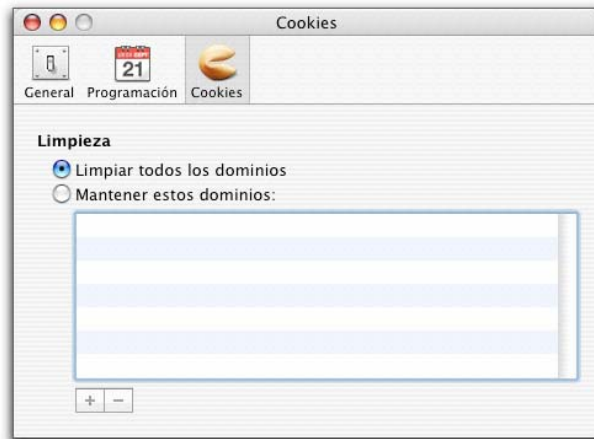 Cookies
21
General Programación Cookies
Limpieza
Limpiar todos los dominios
Mantener estos dominios:
+ −